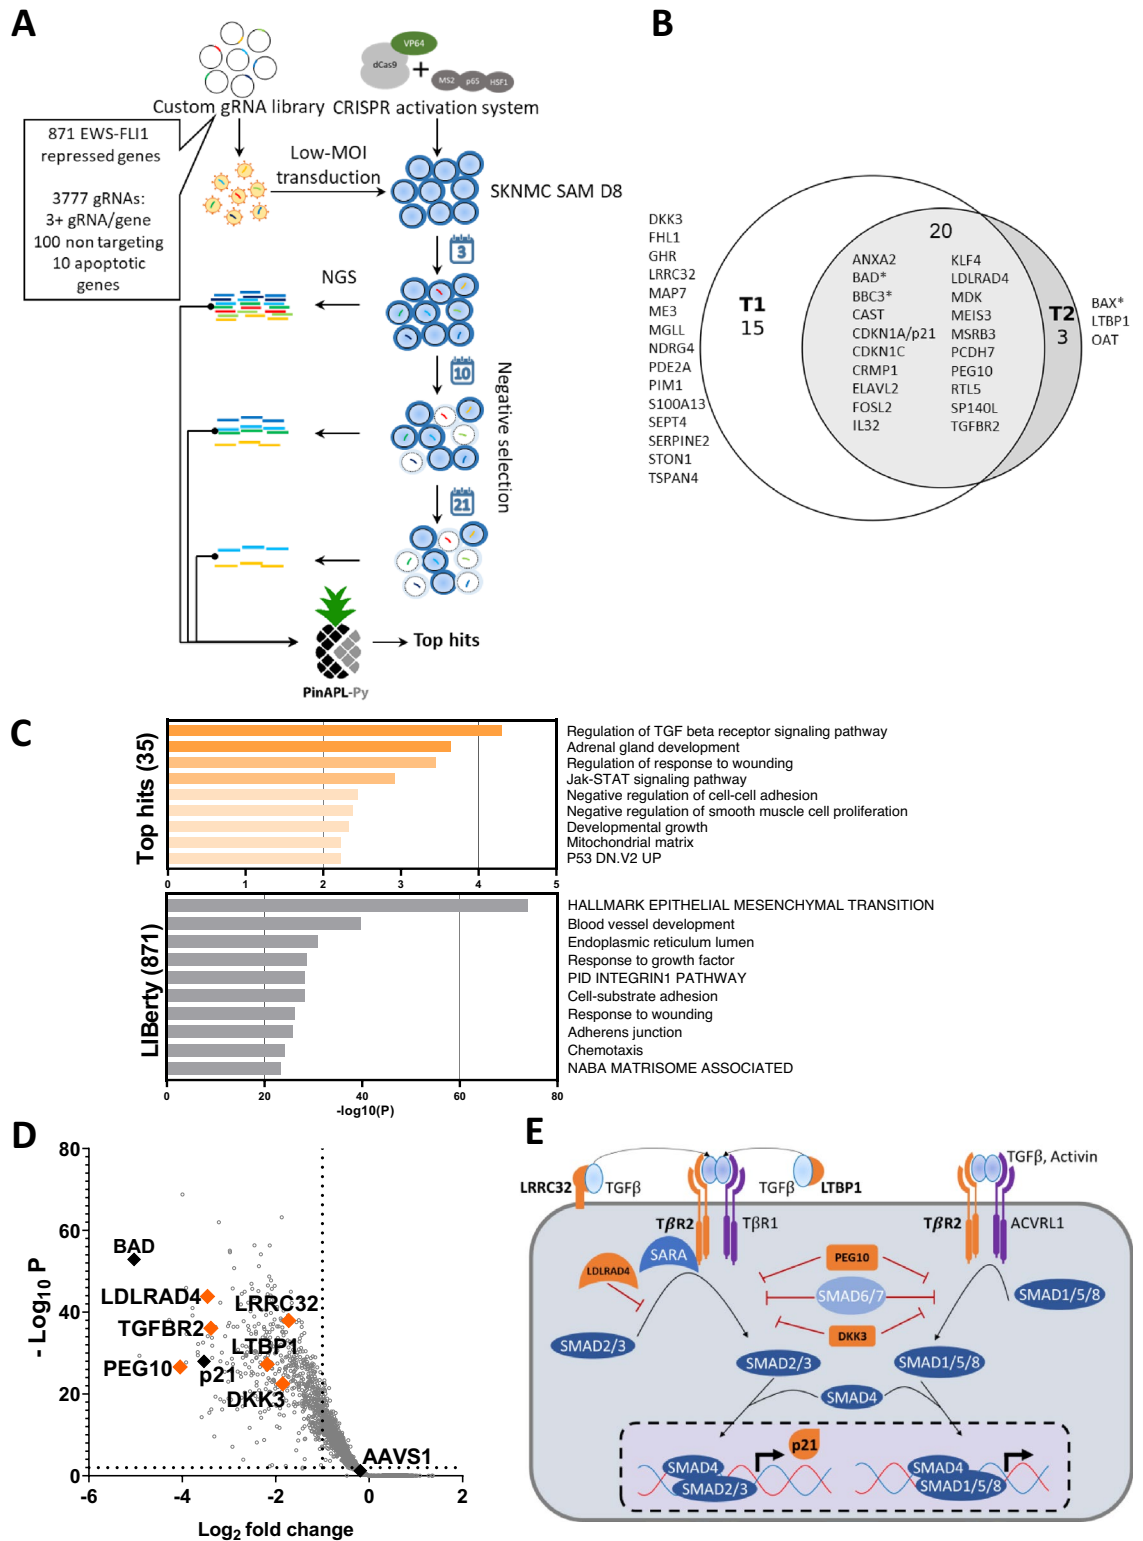 A
VP64
dCas9
+
MS2 p65 HSF1
Custom gRNA library
CRISPR activation system
871 EWS-FLI1
repressed genes
3777 gRNAs:
3+ gRNA/gene
100 non targeting
10 apoptotic
genes
Low-MOI
transduction
SKNMC SAM D8
3
NGS
10
Negative selection
21
Top hits
PinAPL-Py
B
DKK3
FHL1
GHR
LRRC32
MAP7
ME3
MGLL
NDRG4
PDE2A
PIM1
S100A13
SEPT4
SERPINE2
STON1
TSPAN4
T1
15
20
ANXA2
BAD*
BBC3*
CAST
CDKN1A/p21
CDKN1C
CRMP1
ELAVL2
FOSL2
IL32
KLF4
LDLRAD4
MDK
MEIS3
MSRB3
PCDH7
PEG10
RTL5
SP140L
TGFBR2
T2
3
BAX*
LTBP1
OAT
C
Top hits (35)
Regulation of TGF beta receptor signaling pathway
Adrenal gland development
Regulation of response to wounding
Jak-STAT signaling pathway
Negative regulation of cell-cell adhesion
Negative regulation of smooth muscle cell proliferation
Developmental growth
Mitochondrial matrix
P53 DN.V2 UP
0 1 2 3 4 5
LIBerty (871)
HALLMARK EPITHELIAL MESENCHYMAL TRANSITION
Blood vessel development
Endoplasmic reticulum lumen
Response to growth factor
PID INTEGRIN1 PATHWAY
Cell-substrate adhesion
Response to wounding
Adherens junction
Chemotaxis
NABA MATRISOME ASSOCIATED
0 20 40 60 80
-log10(P)
D
- Log10 P
80
60
40
20
0
BAD
LDLRAD4
LRRC32
TGFBR2
LTBP1
PEG10
p21
DKK3
AAVS1
-6 -4 -2 0 2
Log2 fold change
E
LRRC32
TGFβ
TGFβ
LTBP1
TGFβ, Activin
TβR2
TβR1
TβR2
ACVRL1
SARA
LDLRAD4
PEG10
SMAD6/7
DKK3
SMAD1/5/8
SMAD2/3
SMAD2/3
SMAD1/5/8
SMAD4
p21
SMAD4
SMAD2/3
SMAD4
SMAD1/5/8